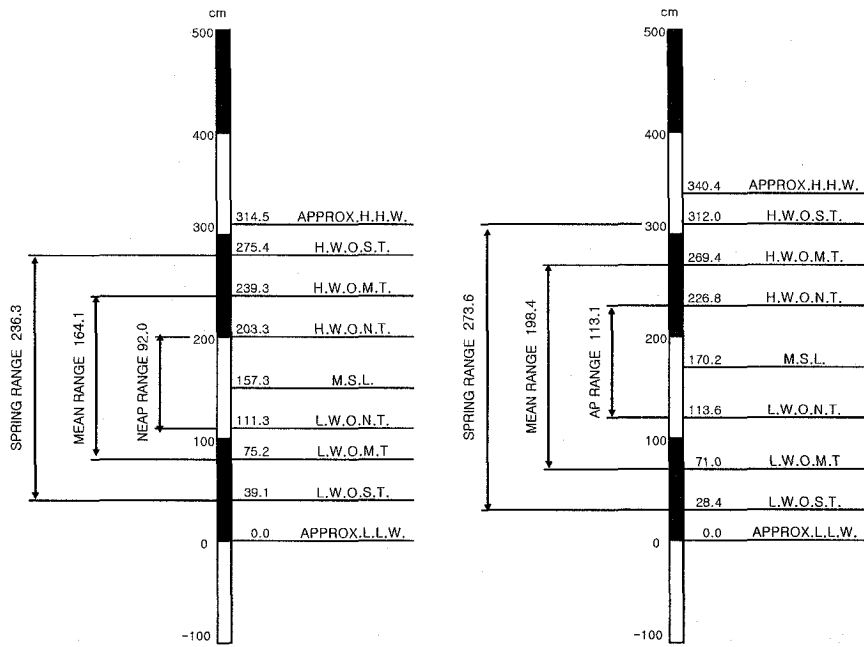 cm
500
400
300
200
100
0
-100
314.5 APPROX.H.H.W.
275.4 H.W.O.S.T.
239.3 H.W.O.M.T.
203.3 H.W.O.N.T.
157.3 M.S.L.
111.3 L.W.O.N.T.
75.2 L.W.O.M.T
39.1 L.W.O.S.T.
0.0 APPROX.L.L.W.
SPRING RANGE 236.3
MEAN RANGE 164.1
NEAP RANGE 92.0
cm
500
400
300
200
100
0
-100
340.4 APPROX.H.H.W.
312.0 H.W.O.S.T.
269.4 H.W.O.M.T.
226.8 H.W.O.N.T.
170.2 M.S.L.
113.6 L.W.O.N.T.
71.0 L.W.O.M.T
28.4 L.W.O.S.T.
0.0 APPROX.L.L.W.
SPRING RANGE 273.6
MEAN RANGE 198.4
AP RANGE 113.1